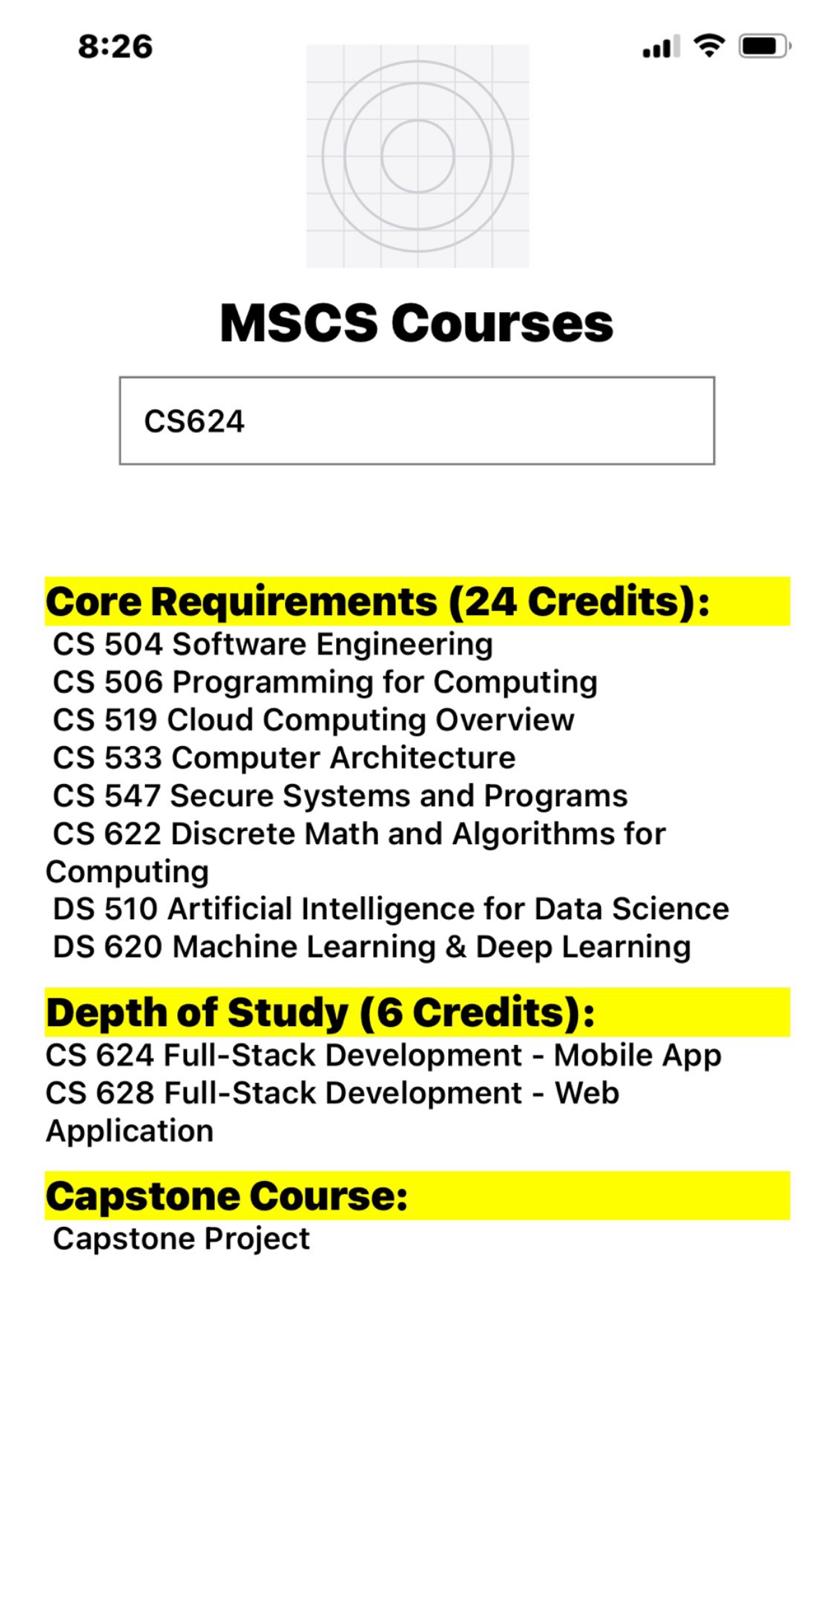 8:26
MSCS Courses
CS624
Core Requirements (24 Credits):
CS 504 Software Engineering
CS 506 Programming for Computing
CS 519 Cloud Computing Overview
CS 533 Computer Architecture
CS 547 Secure Systems and Programs
CS 622 Discrete Math and Algorithms for
Computing
DS 510 Artificial Intelligence for Data Science
DS 620 Machine Learning & Deep Learning
Depth of Study (6 Credits):
CS 624 Full-Stack Development - Mobile App
CS 628 Full-Stack Development - Web
Application
Capstone Course:
Capstone Project